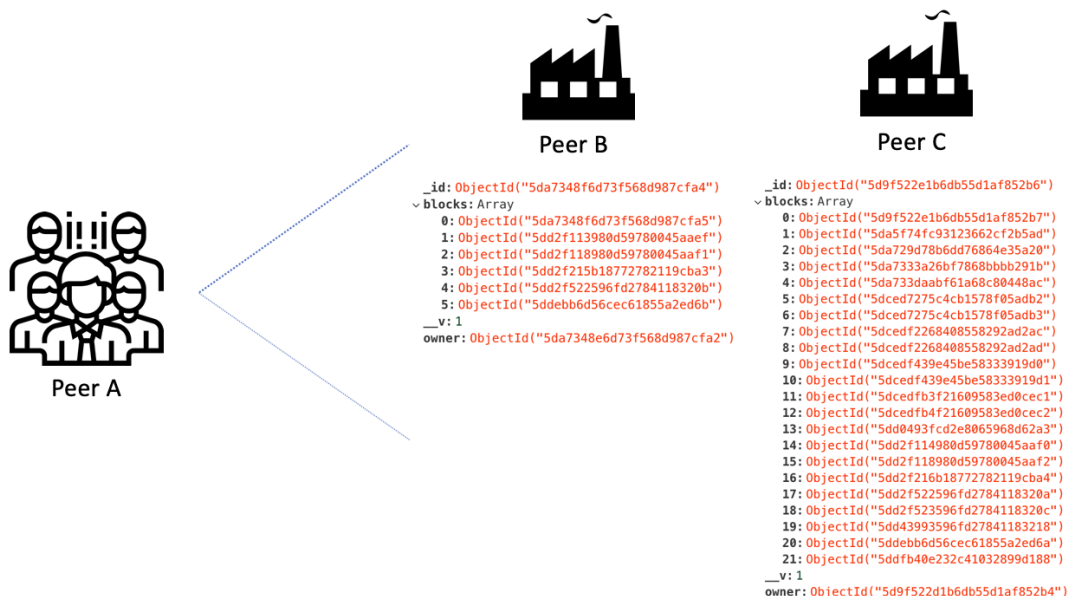 Peer A
Peer B
_id: ObjectId("5da7348f6d73f568d987cfa4")
blocks: Array
0: ObjectId("5da7348f6d73f568d987cfa5")
1: ObjectId("5dd2f113980d59780045aaef")
2: ObjectId("5dd2f118980d59780045aaf1")
3: ObjectId("5dd2f215b18772782119cba3")
4: ObjectId("5dd2f522596fd2784118320b")
5: ObjectId("5ddebb6d56cec61855a2ed6b")
__v: 1
owner: ObjectId("5da7348e6d73f568d987cfa2")
Peer C
_id: ObjectId("5d9f522e1b6db55d1af852b6")
blocks: Array
0: ObjectId("5d9f522e1b6db55d1af852b7")
1: ObjectId("5da5f74fc93123662cf2b5ad")
2: ObjectId("5da729d78b6dd76864e35a20")
3: ObjectId("5da7333a26bf7868bbbb291b")
4: ObjectId("5da733daabf61a68c80448ac")
5: ObjectId("5dced7275c4cb1578f05adb2")
6: ObjectId("5dced7275c4cb1578f05adb3")
7: ObjectId("5dcedf2268408558292ad2ac")
8: ObjectId("5dcedf2268408558292ad2ad")
9: ObjectId("5dcedf439e45be58333919d0")
10: ObjectId("5dcedf439e45be58333919d1")
11: ObjectId("5dcedfb3f21609583ed0cec1")
12: ObjectId("5dcedfb4f21609583ed0cec2")
13: ObjectId("5dd0493fcd2e8065968d62a3")
14: ObjectId("5dd2f114980d59780045aaf0")
15: ObjectId("5dd2f118980d59780045aaf2")
16: ObjectId("5dd2f216b18772782119cba4")
17: ObjectId("5dd2f522596fd2784118320a")
18: ObjectId("5dd2f523596fd2784118320c")
19: ObjectId("5dd43993596fd27841183218")
20: ObjectId("5ddebb6d56cec61855a2ed6a")
21: ObjectId("5ddfb40e232c41032899d188")
__v: 1
owner: ObjectId("5d9f522d1b6db55d1af852b4")